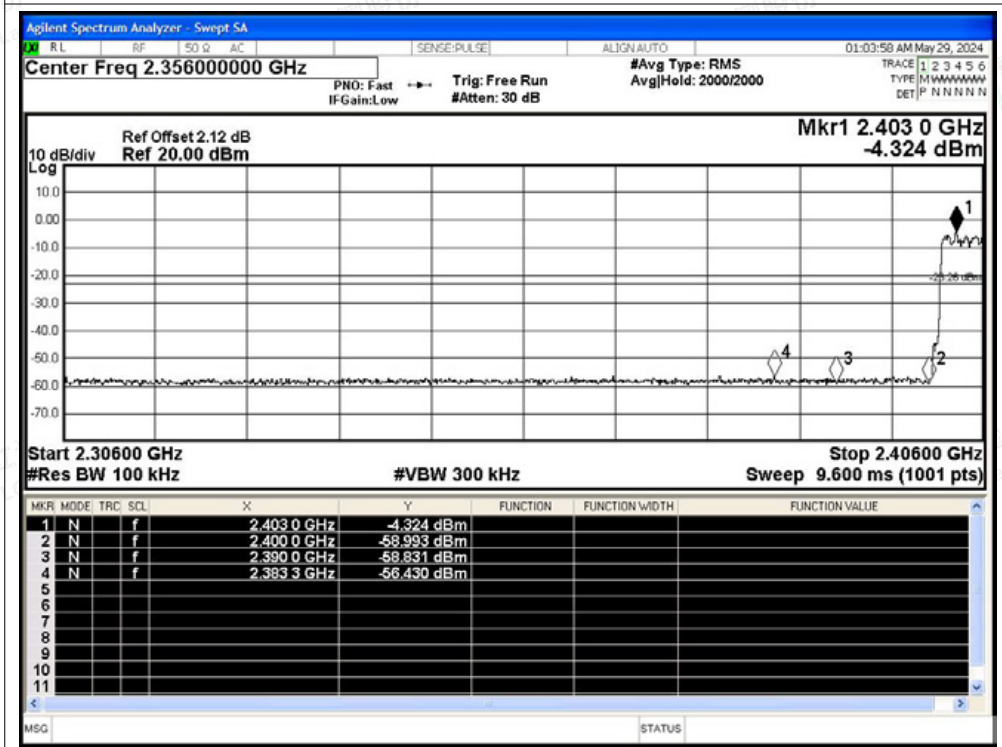 Agilent Spectrum Analyzer - Swept SA
RL RF 50 Ω AC SENSE:PULSE ALIGN AUTO 01:03:58 AM May 29, 2024
Center Freq 2.356000000 GHz #Avg Type: RMS TRACE 1 2 3 4 5 6
PNO: Fast Trig: Free Run Avg|Hold: 2000/2000 TYPE M WWWWW
IFGain:Low #Atten: 30 dB DET P N N N N N
Mkr1 2.403 0 GHz
Ref Offset 2.12 dB
10 dB/div Ref 20.00 dBm -4.324 dBm
Log
10.0
1
0.00
-10.0
-20.0
-30.0
-40.0
4 3 2
-50.0
-60.0
-70.0
Start 2.30600 GHz Stop 2.40600 GHz
#Res BW 100 kHz #VBW 300 kHz Sweep 9.600 ms (1001 pts)
MKR MODE TRC SCL X Y FUNCTION FUNCTION WIDTH FUNCTION VALUE
1 N f 2.403 0 GHz -4.324 dBm
2 N f 2.400 0 GHz -58.993 dBm
3 N f 2.390 0 GHz -58.831 dBm
4 N f 2.383 3 GHz -56.430 dBm
5
6
7
8
9
10
11
MSG STATUS